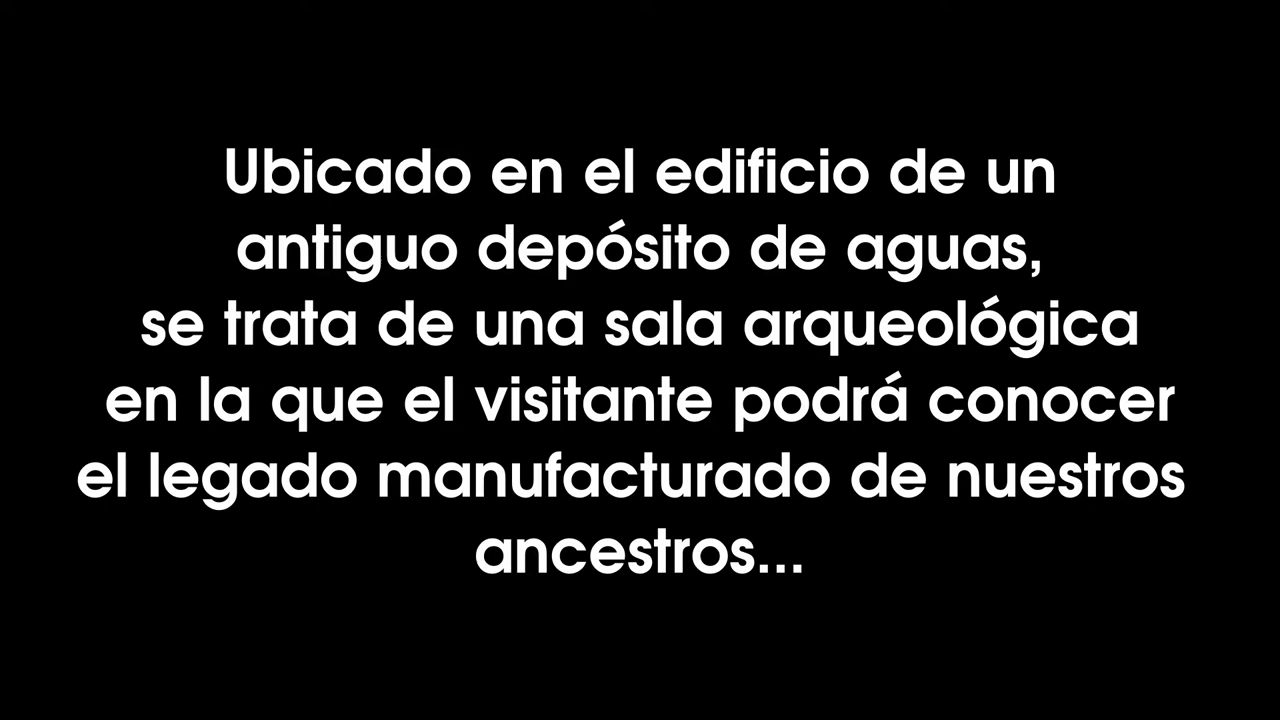 Ubicado en el edificio de un
antiguo depósito de aguas,
se trata de una sala arqueológica
en la que el visitante podrá conocer
el legado manufacturado de nuestros
ancestros...